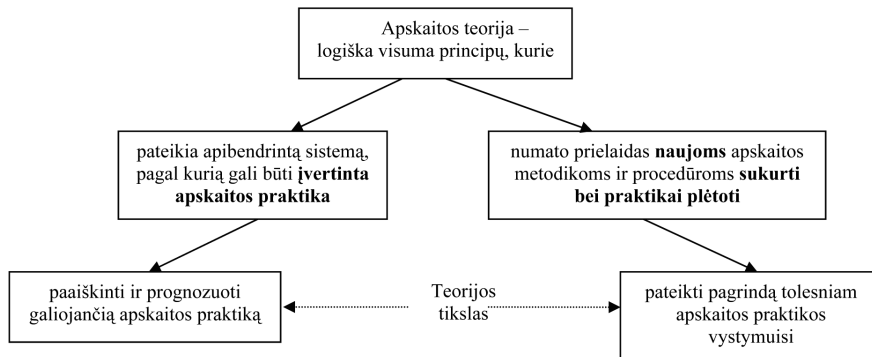 Apskaitos teorija –
logiška visuma principų, kurie
pateikia apibendrintą sistemą,
pagal kurią gali būti įvertinta
apskaitos praktika
numato prielaidas naujoms apskaitos
metodikoms ir procedūroms sukurti
bei praktikai plėtoti
paaiškinti ir prognozuoti
galiojančią apskaitos praktiką
Teorijos
tikslas
pateikti pagrindą tolesniam
apskaitos praktikos
vystymuisi